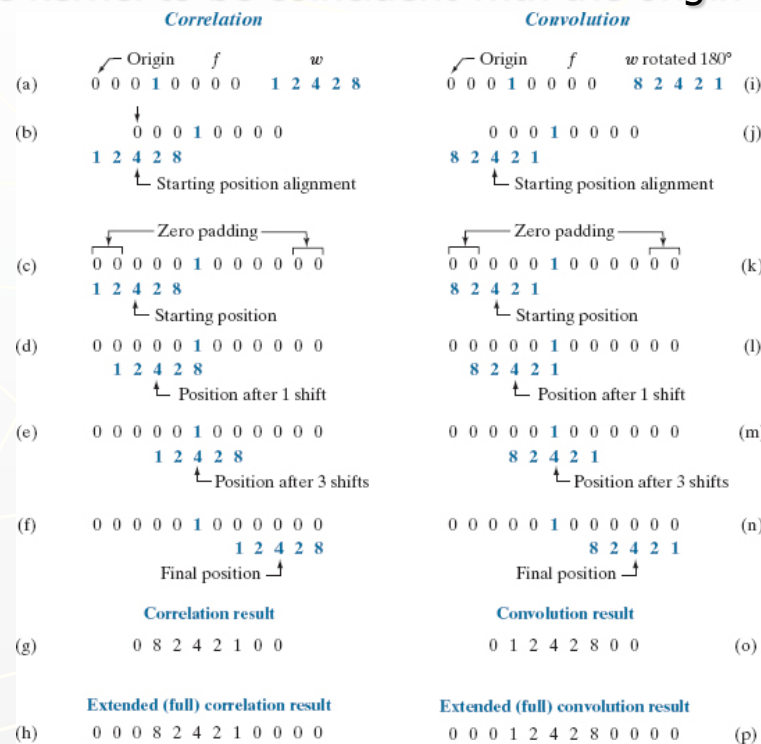 Correlation
Origin f w
(a) 0 0 0 1 0 0 0 0 1 2 4 2 8
(b) 0 0 0 1 0 0 0 0
1 2 4 2 8
Starting position alignment
Zero padding
(c) 0 0 0 0 0 1 0 0 0 0 0 0
1 2 4 2 8
Starting position
(d) 0 0 0 0 0 1 0 0 0 0 0 0
1 2 4 2 8
Position after 1 shift
(e) 0 0 0 0 0 1 0 0 0 0 0 0
1 2 4 2 8
Position after 3 shifts
(f) 0 0 0 0 0 1 0 0 0 0 0 0
1 2 4 2 8
Final position
Correlation result
(g) 0 8 2 4 2 1 0 0
Extended (full) correlation result
(h) 0 0 0 8 2 4 2 1 0 0 0 0
Convolution
Origin f w rotated 180°
0 0 0 1 0 0 0 0 8 2 4 2 1 (i)
0 0 0 1 0 0 0 0 (j)
8 2 4 2 1
Starting position alignment
Zero padding
0 0 0 0 0 1 0 0 0 0 0 0 (k)
8 2 4 2 1
Starting position
0 0 0 0 0 1 0 0 0 0 0 0 (l)
8 2 4 2 1
Position after 1 shift
0 0 0 0 0 1 0 0 0 0 0 0 (m)
8 2 4 2 1
Position after 3 shifts
0 0 0 0 0 1 0 0 0 0 0 0 (n)
8 2 4 2 1
Final position
Convolution result
0 1 2 4 2 8 0 0 (o)
Extended (full) convolution result
0 0 0 1 2 4 2 8 0 0 0 0 (p)